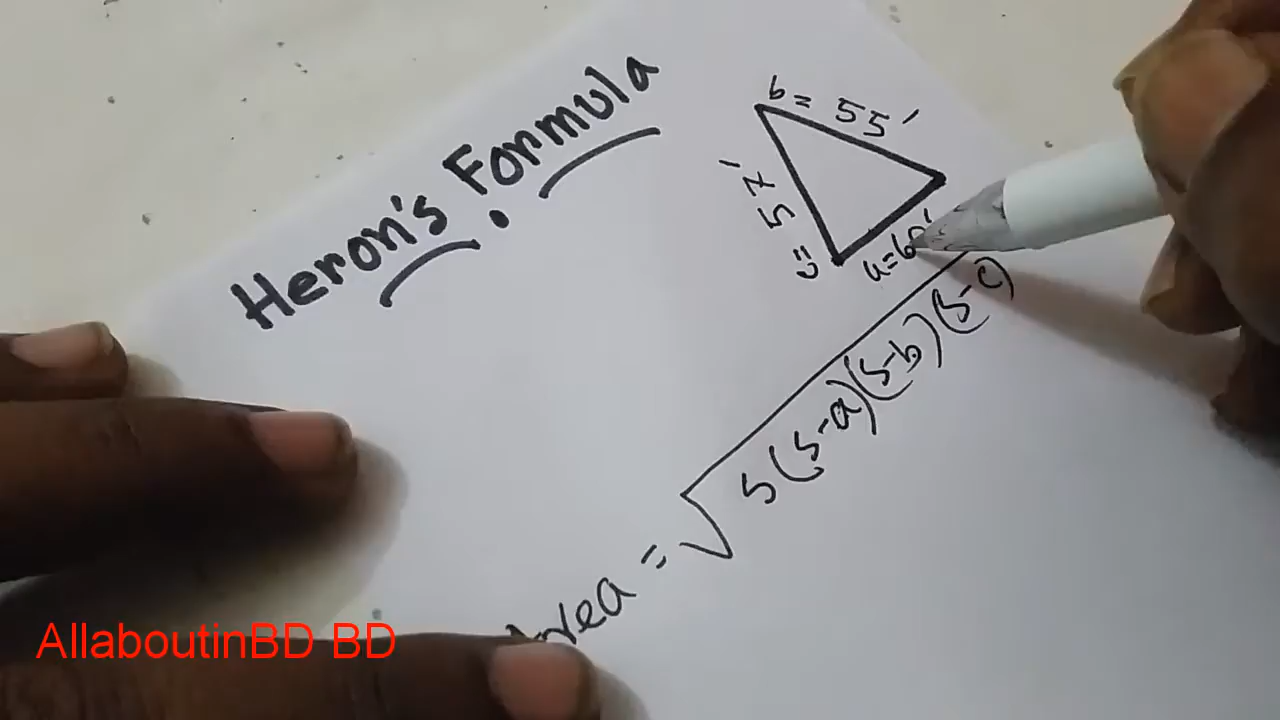 Heron's Formula
b = 55'
c = 57'
a = 60'
Area = √s(s-a)(s-b)(s-c)
AllaboutinBD BD